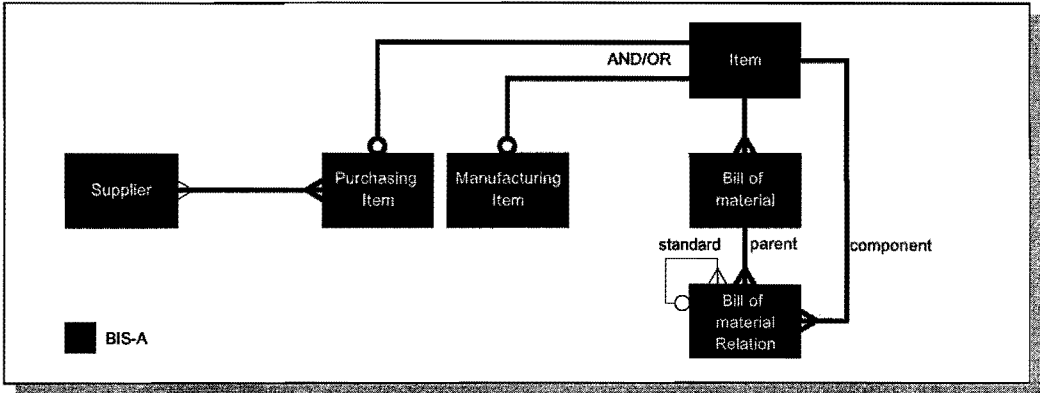 AND/OR
Item
Supplier
Purchasing
Item
Manufacturing
Item
Bill of
material
standard
parent
component
Bill of
material
Relation
BIS-A